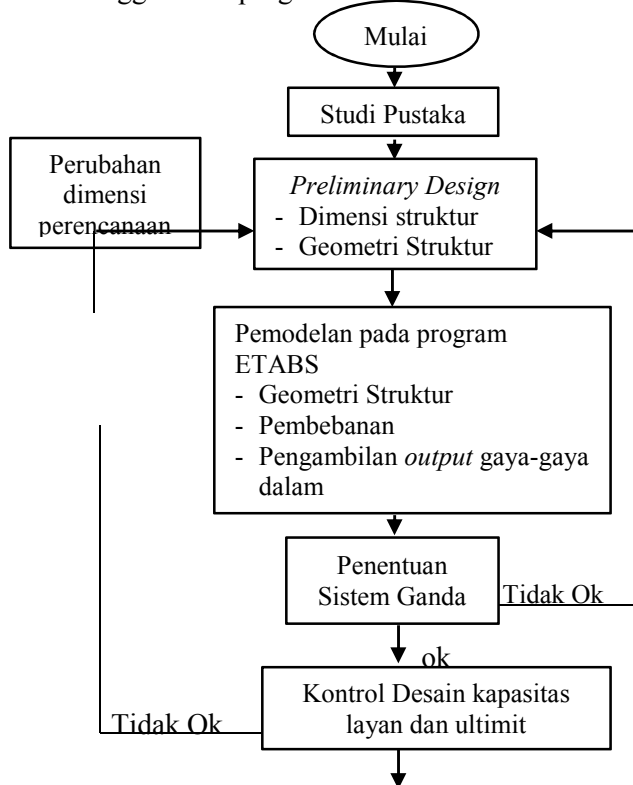 Mulai
Studi Pustaka
Perubahan
dimensi
perencanaan
Preliminary Design
- Dimensi struktur
- Geometri Struktur
Pemodelan pada program
ETABS
- Geometri Struktur
- Pembebanan
- Pengambilan output gaya-gaya
dalam
Penentuan
Sistem Ganda
Tidak Ok
ok
Kontrol Desain kapasitas
layan dan ultimit
Tidak Ok